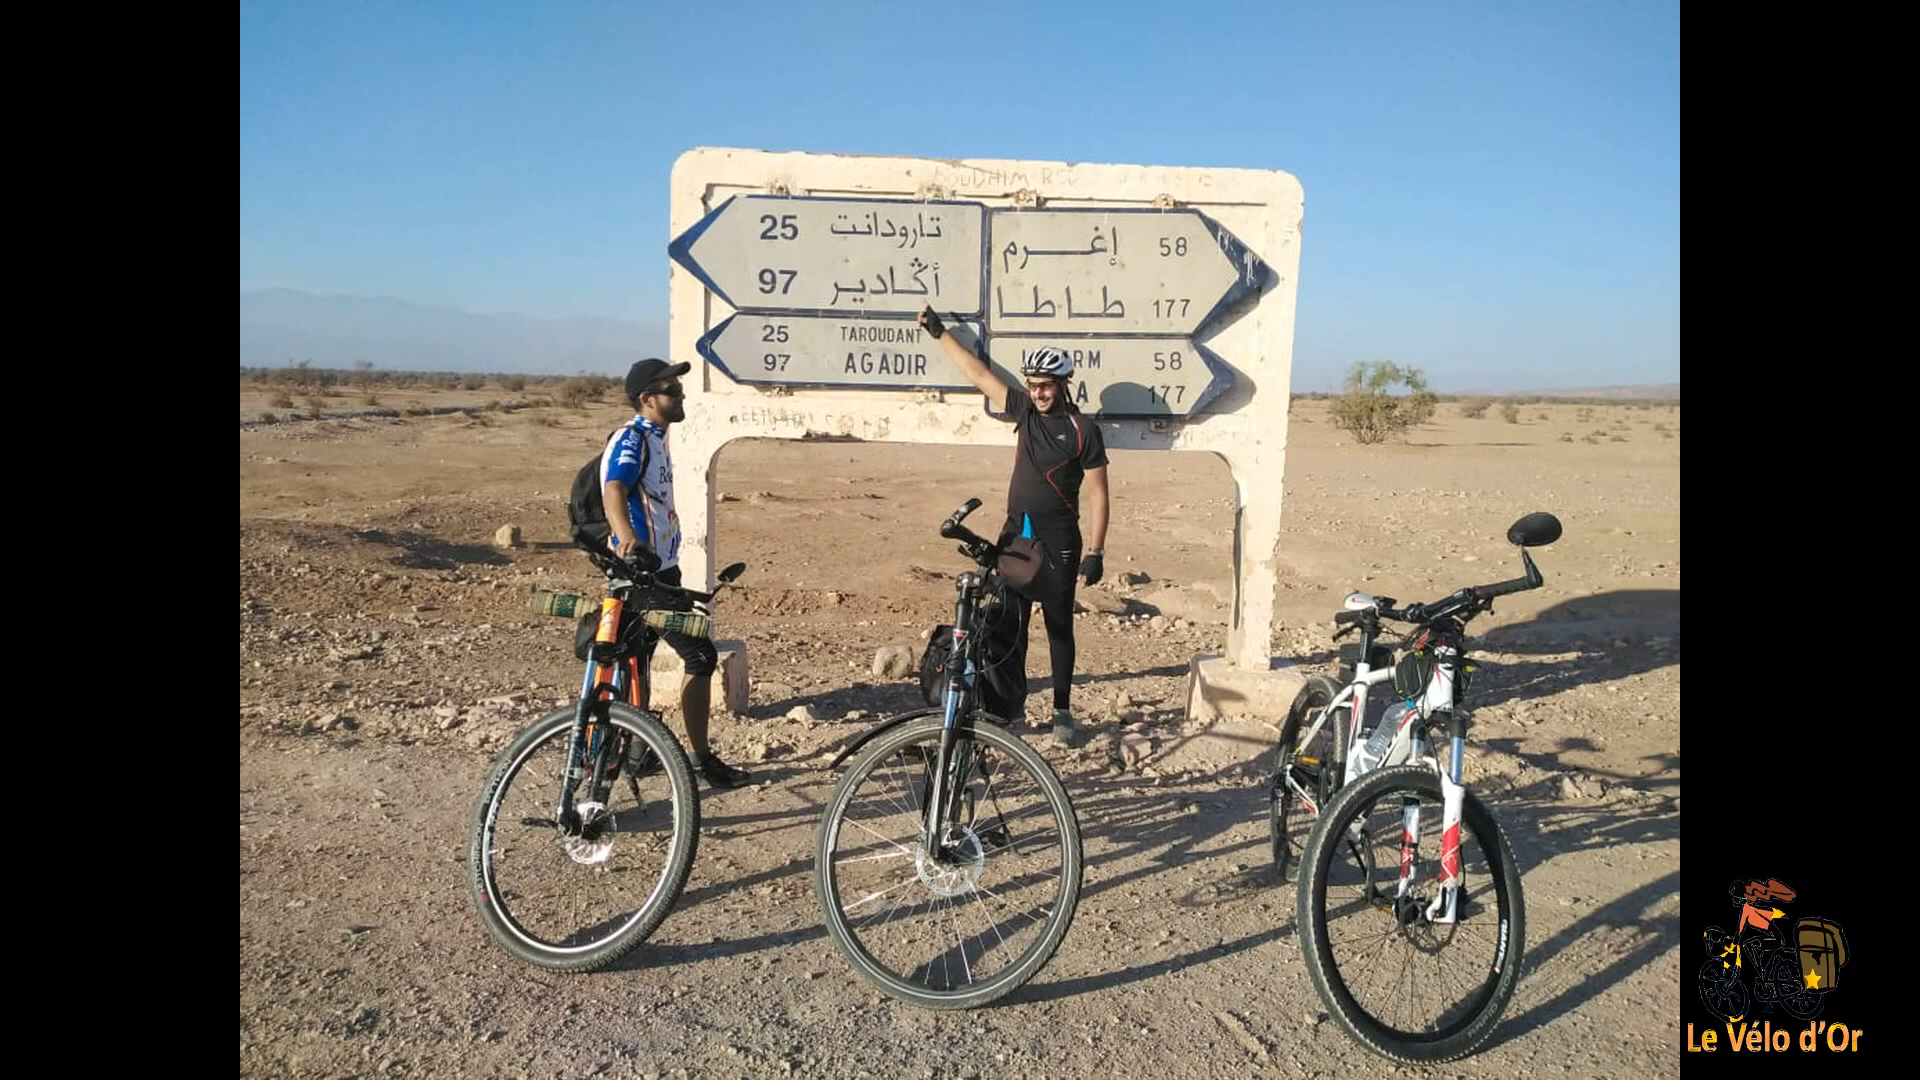 25 تارودانت
97 أڭادير
25 TAROUDANT
97 AGADIR
إغرم 58
طاطا 177
58
177
Le Vélo d'Or